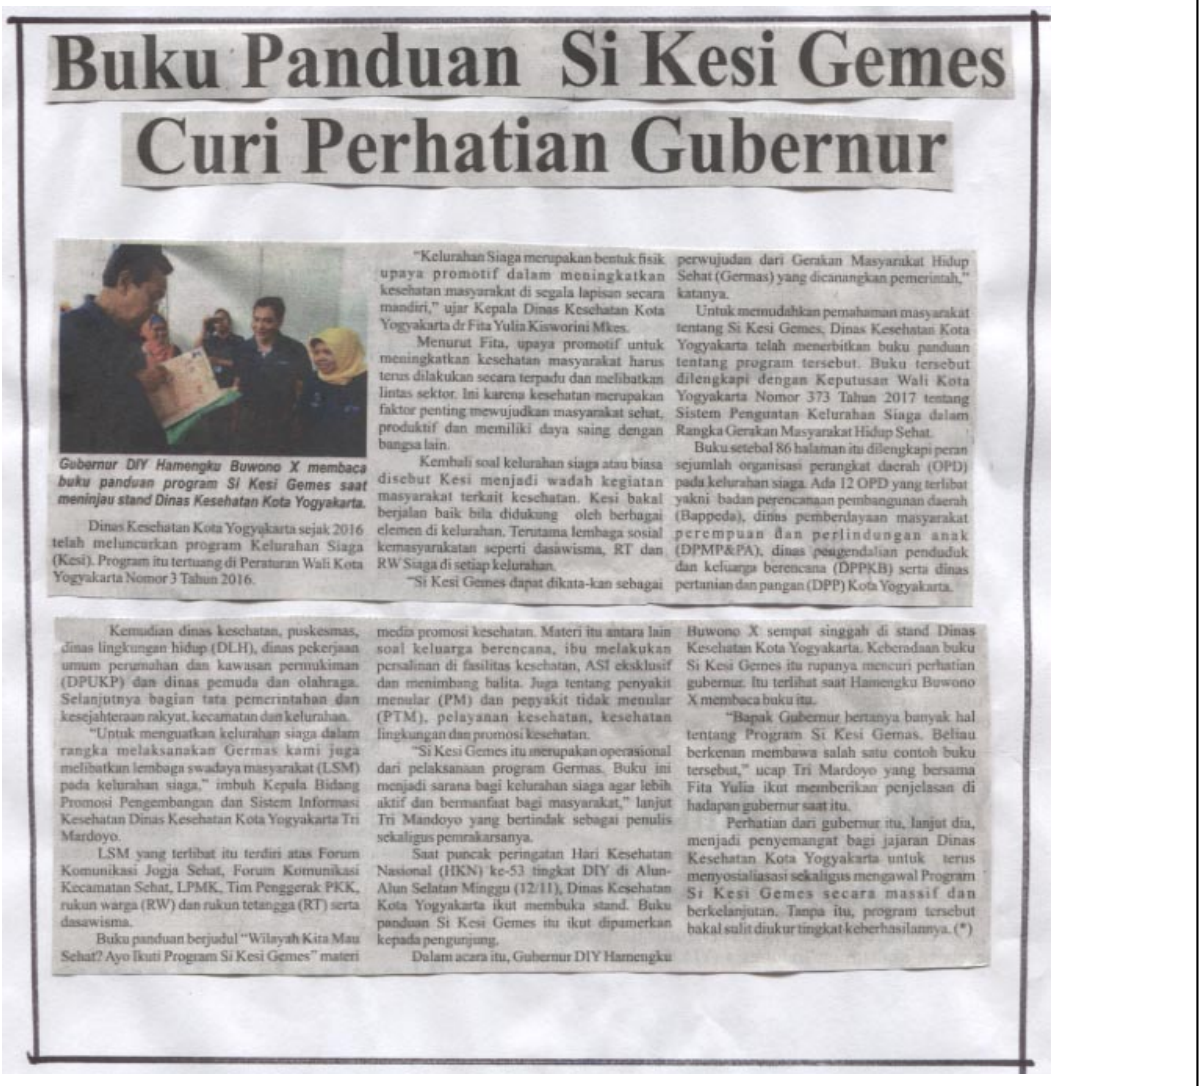 Buku Panduan Si Kesi Gemes
Curi Perhatian Gubernur
Gubernur DIY Hamengku Buwono X membaca
buku panduan program Si Kesi Gemes saat
meninjau stand Dinas Kesehatan Kota Yogyakarta.
Dinas Kesehatan Kota Yogyakarta sejak 2016
telah meluncurkan program Kelurahan Siaga
(Kesi). Program itu tertuang di Peraturan Wali Kota
Yogyakarta Nomor 3 Tahun 2016.
"Kelurahan Siaga merupakan bentuk fisik
upaya promotif dalam meningkatkan
kesehatan masyarakat di segala lapisan secara
mandiri," ujar Kepala Dinas Kesehatan Kota
Yogyakarta dr Fita Yulia Kisworini Mkes.
Menurut Fita, upaya promotif untuk
meningkatkan kesehatan masyarakat harus
terus dilakukan secara terpadu dan melibatkan
lintas sektor. Ini karena kesehatan merupakan
faktor penting mewujudkan masyarakat sehat,
produktif dan memiliki daya saing dengan
bangsa lain.
Kembali soal kelurahan siaga atau biasa
disebut Kesi menjadi wadah kegiatan
masyarakat terkait kesehatan. Kesi bakal
berjalan baik bila didukung oleh berbagai
elemen di kelurahan. Terutama lembaga sosial
kemasyarakatan seperti dasawisma, RT dan
RW Siaga di setiap kelurahan.
"Si Kesi Gemes dapat dikata-kan sebagai
perwujudan dari Gerakan Masyarakat Hidup
Sehat (Germas) yang dicanangkan pemerintah,"
katanya.
Untuk memudahkan pemahaman masyarakat
tentang Si Kesi Gemes, Dinas Kesehatan Kota
Yogyakarta telah menerbitkan buku panduan
tentang program tersebut. Buku tersebut
dilengkapi dengan Keputusan Wali Kota
Yogyakarta Nomor 373 Tahun 2017 tentang
Sistem Penguatan Kelurahan Siaga dalam
Rangka Gerakan Masyarakat Hidup Sehat.
Buku setebal 86 halaman itu dilengkapi peran
sejumlah organisasi perangkat daerah (OPD)
pada kelurahan siaga. Ada 12 OPD yang terlibat
yakni badan perencanaan pembangunan daerah
(Bappeda), dinas pemberdayaan masyarakat
perempuan dan perlindungan anak
(DPMP&PA), dinas pengendalian penduduk
dan keluarga berencana (DPPKB) serta dinas
pertanian dan pangan (DPP) Kota Yogyakarta.
Kemudian dinas kesehatan, puskesmas,
dinas lingkungan hidup (DLH), dinas pekerjaan
umum perumahan dan kawasan permukiman
(DPUKP) dan dinas pemuda dan olahraga.
Selanjutnya bagian tata pemerintahan dan
kesejahteraan rakyat, kecamatan dan kelurahan.
"Untuk menguatkan kelurahan siaga dalam
rangka melaksanakan Germas kami juga
melibatkan lembaga swadaya masyarakat (LSM)
pada kelurahan siaga," imbuh Kepala Bidang
Promosi Pengembangan dan Sistem Informasi
Kesehatan Dinas Kesehatan Kota Yogyakarta Tri
Mardoyo.
LSM yang terlibat itu terdiri atas Forum
Komunikasi Jogja Sehat, Forum Komunikasi
Kecamatan Sehat, LPMK, Tim Penggerak PKK,
rukun warga (RW) dan rukun tetangga (RT) serta
dasawisma.
Buku panduan berjudul "Wilayah Kita Mau
Sehat? Ayo Ikuti Program Si Kesi Gemes" materi
media promosi kesehatan. Materi itu antara lain
soal keluarga berencana, ibu melakukan
persalinan di fasilitas kesehatan, ASI eksklusif
dan menimbang balita. Juga tentang penyakit
menular (PM) dan penyakit tidak menular
(PTM), pelayanan kesehatan, kesehatan
lingkungan dan promosi kesehatan.
"Si Kesi Gemes itu merupakan operasional
dari pelaksanaan program Germas. Buku ini
menjadi sarana bagi kelurahan siaga agar lebih
aktif dan bermanfaat bagi masyarakat," lanjut
Tri Mandoyo yang bertindak sebagai penulis
sekaligus pemrakarsanya.
Saat puncak peringatan Hari Kesehatan
Nasional (HKN) ke-53 tingkat DIY di Alun-
Alun Selatan Minggu (12/11), Dinas Kesehatan
Kota Yogyakarta ikut membuka stand. Buku
panduan Si Kesi Gemes itu ikut dipamerkan
kepada pengunjung.
Dalam acara itu, Gubernur DIY Hamengku
Buwono X sempat singgah di stand Dinas
Kesehatan Kota Yogyakarta. Keberadaan buku
Si Kesi Gemes itu rupanya mencuri perhatian
gubernur. Itu terlihat saat Hamengku Buwono
X membaca buku itu.
"Bapak Gubernur bertanya banyak hal
tentang Program Si Kesi Gemas. Beliau
berkenan membawa salah satu contoh buku
tersebut," ucap Tri Mardoyo yang bersama
Fita Yulia ikut memberikan penjelasan di
hadapan gubernur saat itu.
Perhatian dari gubernur itu, lanjut dia,
menjadi penyemangat bagi jajaran Dinas
Kesehatan Kota Yogyakarta untuk terus
menyosialiasasi sekaligus mengawal Program
Si Kesi Gemes secara massif dan
berkelanjutan. Tanpa itu, program tersebut
bakal sulit diukur tingkat keberhasilannya. (*)